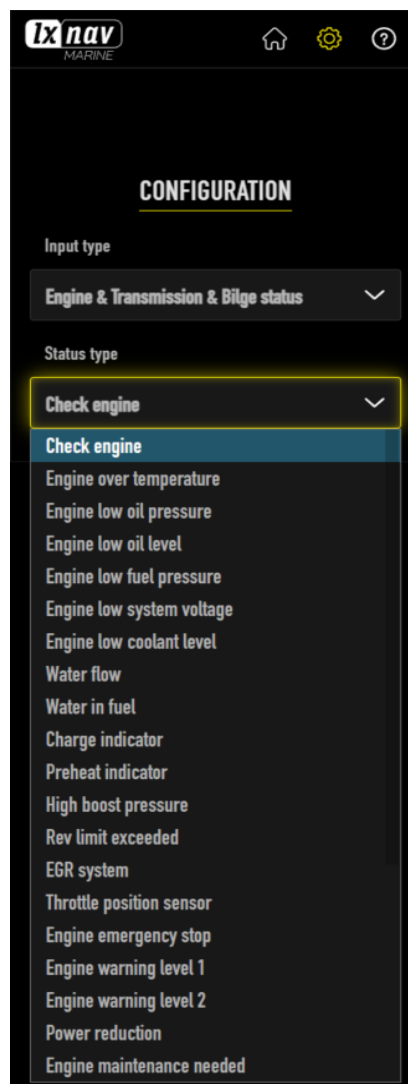 lx nav
MARINE
CONFIGURATION
Input type
Engine & Transmission & Bilge status
Status type
Check engine
Check engine
Engine over temperature
Engine low oil pressure
Engine low oil level
Engine low fuel pressure
Engine low system voltage
Engine low coolant level
Water flow
Water in fuel
Charge indicator
Preheat indicator
High boost pressure
Rev limit exceeded
EGR system
Throttle position sensor
Engine emergency stop
Engine warning level 1
Engine warning level 2
Power reduction
Engine maintenance needed